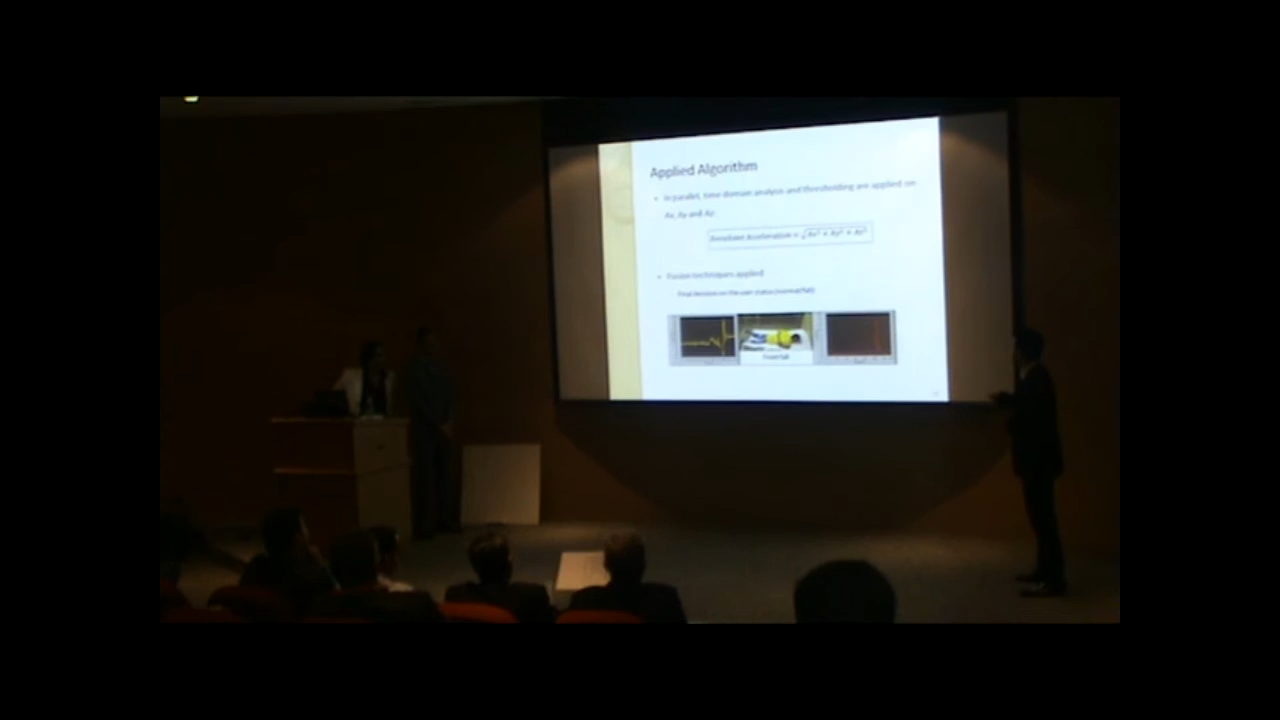 Applied Algorithm
• In parallel, time domain analysis and thresholding are applied on
Ax, Ay and Az:
Resultant Acceleration = √Ax² + Ay² + Az²
• Fusion techniques applied
Final decision on the user status (normal/fall)